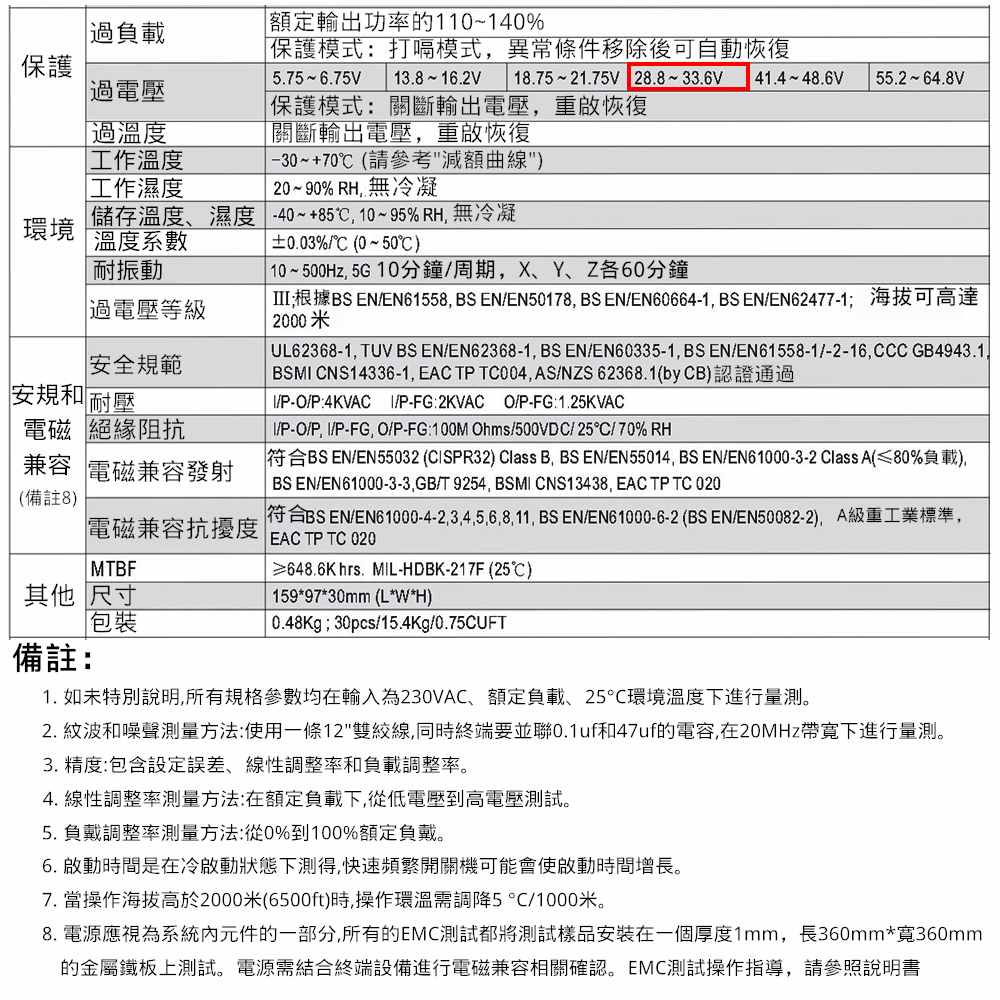 保護
過負載
額定輸出功率的110~140%
保護模式：打嗝模式，異常條件移除後可自動恢復
過電壓
5.75～6.75V 13.8～16.2V 18.75～21.75V 28.8～33.6V 41.4～48.6V 55.2～64.8V
保護模式：關斷輸出電壓，重啟恢復
過溫度 關斷輸出電壓，重啟恢復
環境
工作溫度 -30～+70℃ (請參考"減額曲線")
工作濕度 20～90% RH, 無冷凝
儲存溫度、濕度 -40～+85℃, 10～95% RH, 無冷凝
溫度系數 ±0.03%/℃ (0～50℃)
耐振動 10～500Hz, 5G 10分鐘/周期，X、Y、Z各60分鐘
過電壓等級
III;根據BS EN/EN61558, BS EN/EN50178, BS EN/EN60664-1, BS EN/EN62477-1; 海拔可高達
2000 米
安規和
電磁
兼容
(備註8)
安全規範
UL62368-1, TUV BS EN/EN62368-1, BS EN/EN60335-1, BS EN/EN61558-1/-2-16,CCC GB4943.1,
BSMI CNS14336-1, EAC TP TC004, AS/NZS 62368.1(by CB)認證通過
耐壓 I/P-O/P:4KVAC I/P-FG:2KVAC O/P-FG:1.25KVAC
絕緣阻抗 I/P-O/P, I/P-FG, O/P-FG:100M Ohms/500VDC/ 25℃/ 70% RH
電磁兼容發射
符合BS EN/EN55032 (CISPR32) Class B, BS EN/EN55014, BS EN/EN61000-3-2 Class A(≤80%負載),
BS EN/EN61000-3-3,GB/T 9254, BSMI CNS13438, EAC TP TC 020
電磁兼容抗擾度
符合BS EN/EN61000-4-2,3,4,5,6,8,11, BS EN/EN61000-6-2 (BS EN/EN50082-2), A級重工業標準，
EAC TP TC 020
其他
MTBF ≥648.6K hrs. MIL-HDBK-217F (25℃)
尺寸 159*97*30mm (L*W*H)
包裝 0.48Kg ; 30pcs/15.4Kg/0.75CUFT
備註：
1. 如未特別說明,所有規格參數均在輸入為230VAC、額定負載、25°C環境溫度下進行量測。
2. 紋波和噪聲測量方法:使用一條12"雙絞線,同時終端要並聯0.1uf和47uf的電容,在20MHz帶寬下進行量測。
3. 精度:包含設定誤差、線性調整率和負載調整率。
4. 線性調整率測量方法:在額定負載下,從低電壓到高電壓測試。
5. 負戴調整率測量方法:從0%到100%額定負戴。
6. 啟動時間是在冷啟動狀態下測得,快速頻繁開關機可能會使啟動時間增長。
7. 當操作海拔高於2000米(6500ft)時,操作環溫需調降5 °C/1000米。
8. 電源應視為系統內元件的一部分,所有的EMC測試都將測試樣品安裝在一個厚度1mm，長360mm*寬360mm
的金屬鐵板上測試。電源需結合終端設備進行電磁兼容相關確認。EMC測試操作指導，請參照說明書